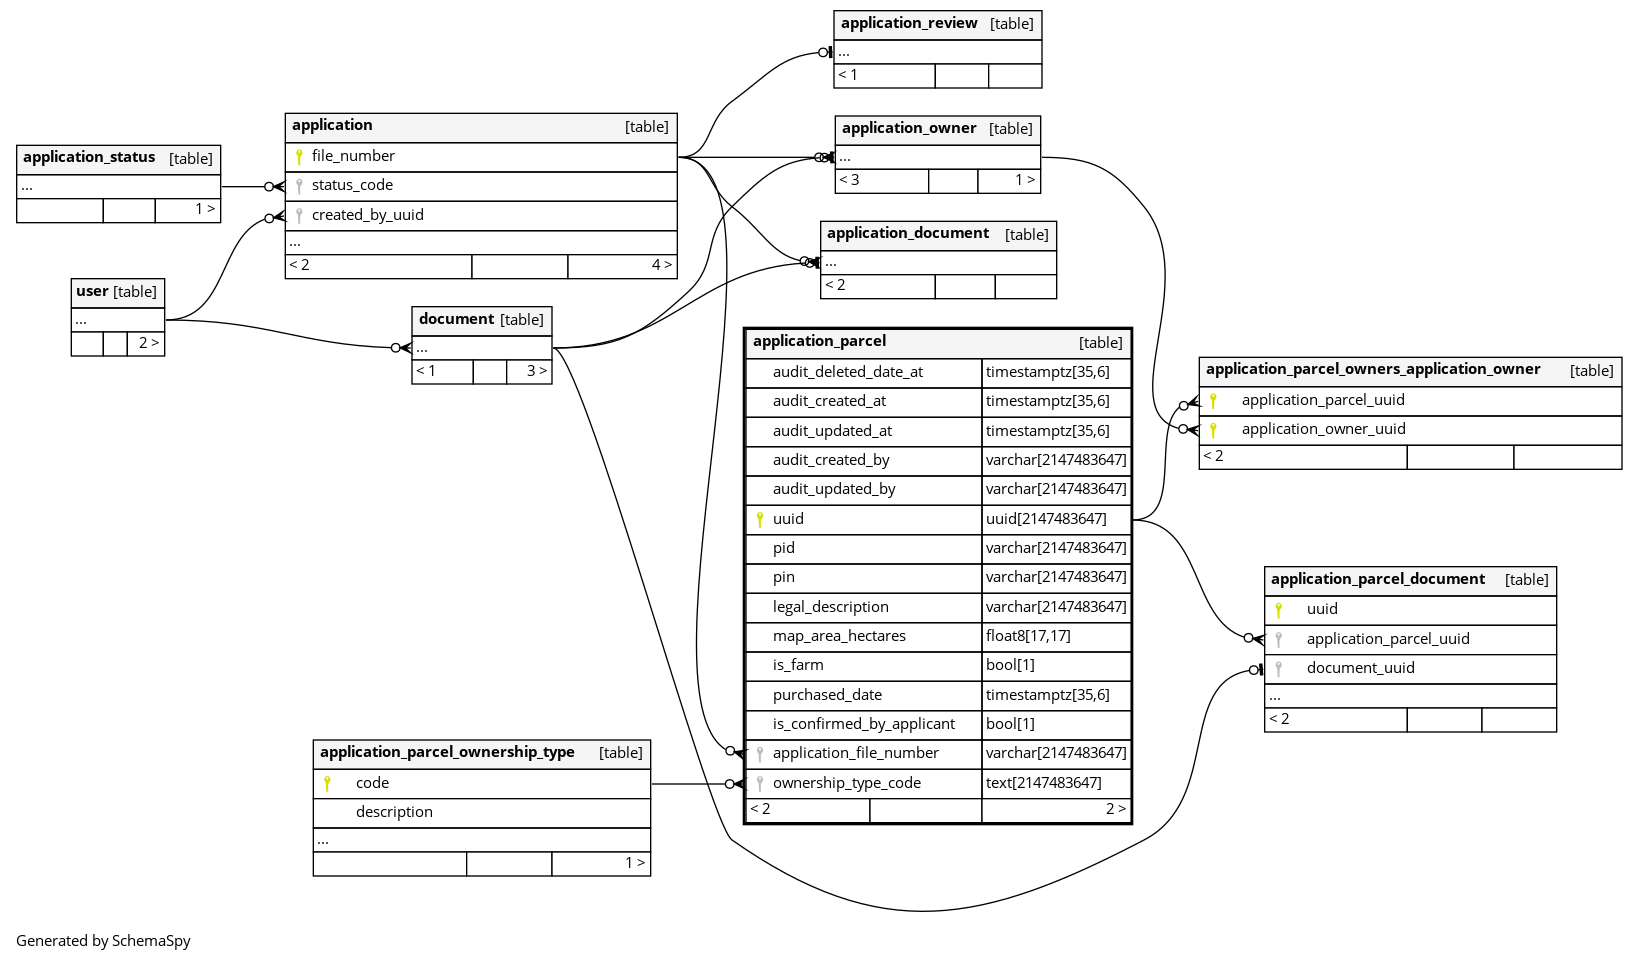 application_review [table]
...
< 1
application [table]
file_number
status_code
created_by_uuid
...
< 2 4 >
application_owner [table]
...
< 3 1 >
application_status [table]
...
1 >
application_document [table]
...
< 2
user [table]
...
2 >
document [table]
...
< 1 3 >
application_parcel [table]
audit_deleted_date_at timestamptz[35,6]
audit_created_at timestamptz[35,6]
audit_updated_at timestamptz[35,6]
audit_created_by varchar[2147483647]
audit_updated_by varchar[2147483647]
uuid uuid[2147483647]
pid varchar[2147483647]
pin varchar[2147483647]
legal_description varchar[2147483647]
map_area_hectares float8[17,17]
is_farm bool[1]
purchased_date timestamptz[35,6]
is_confirmed_by_applicant bool[1]
application_file_number varchar[2147483647]
ownership_type_code text[2147483647]
< 2 2 >
application_parcel_owners_application_owner [table]
application_parcel_uuid
application_owner_uuid
< 2
application_parcel_document [table]
uuid
application_parcel_uuid
document_uuid
...
< 2
application_parcel_ownership_type [table]
code
description
...
1 >
Generated by SchemaSpy